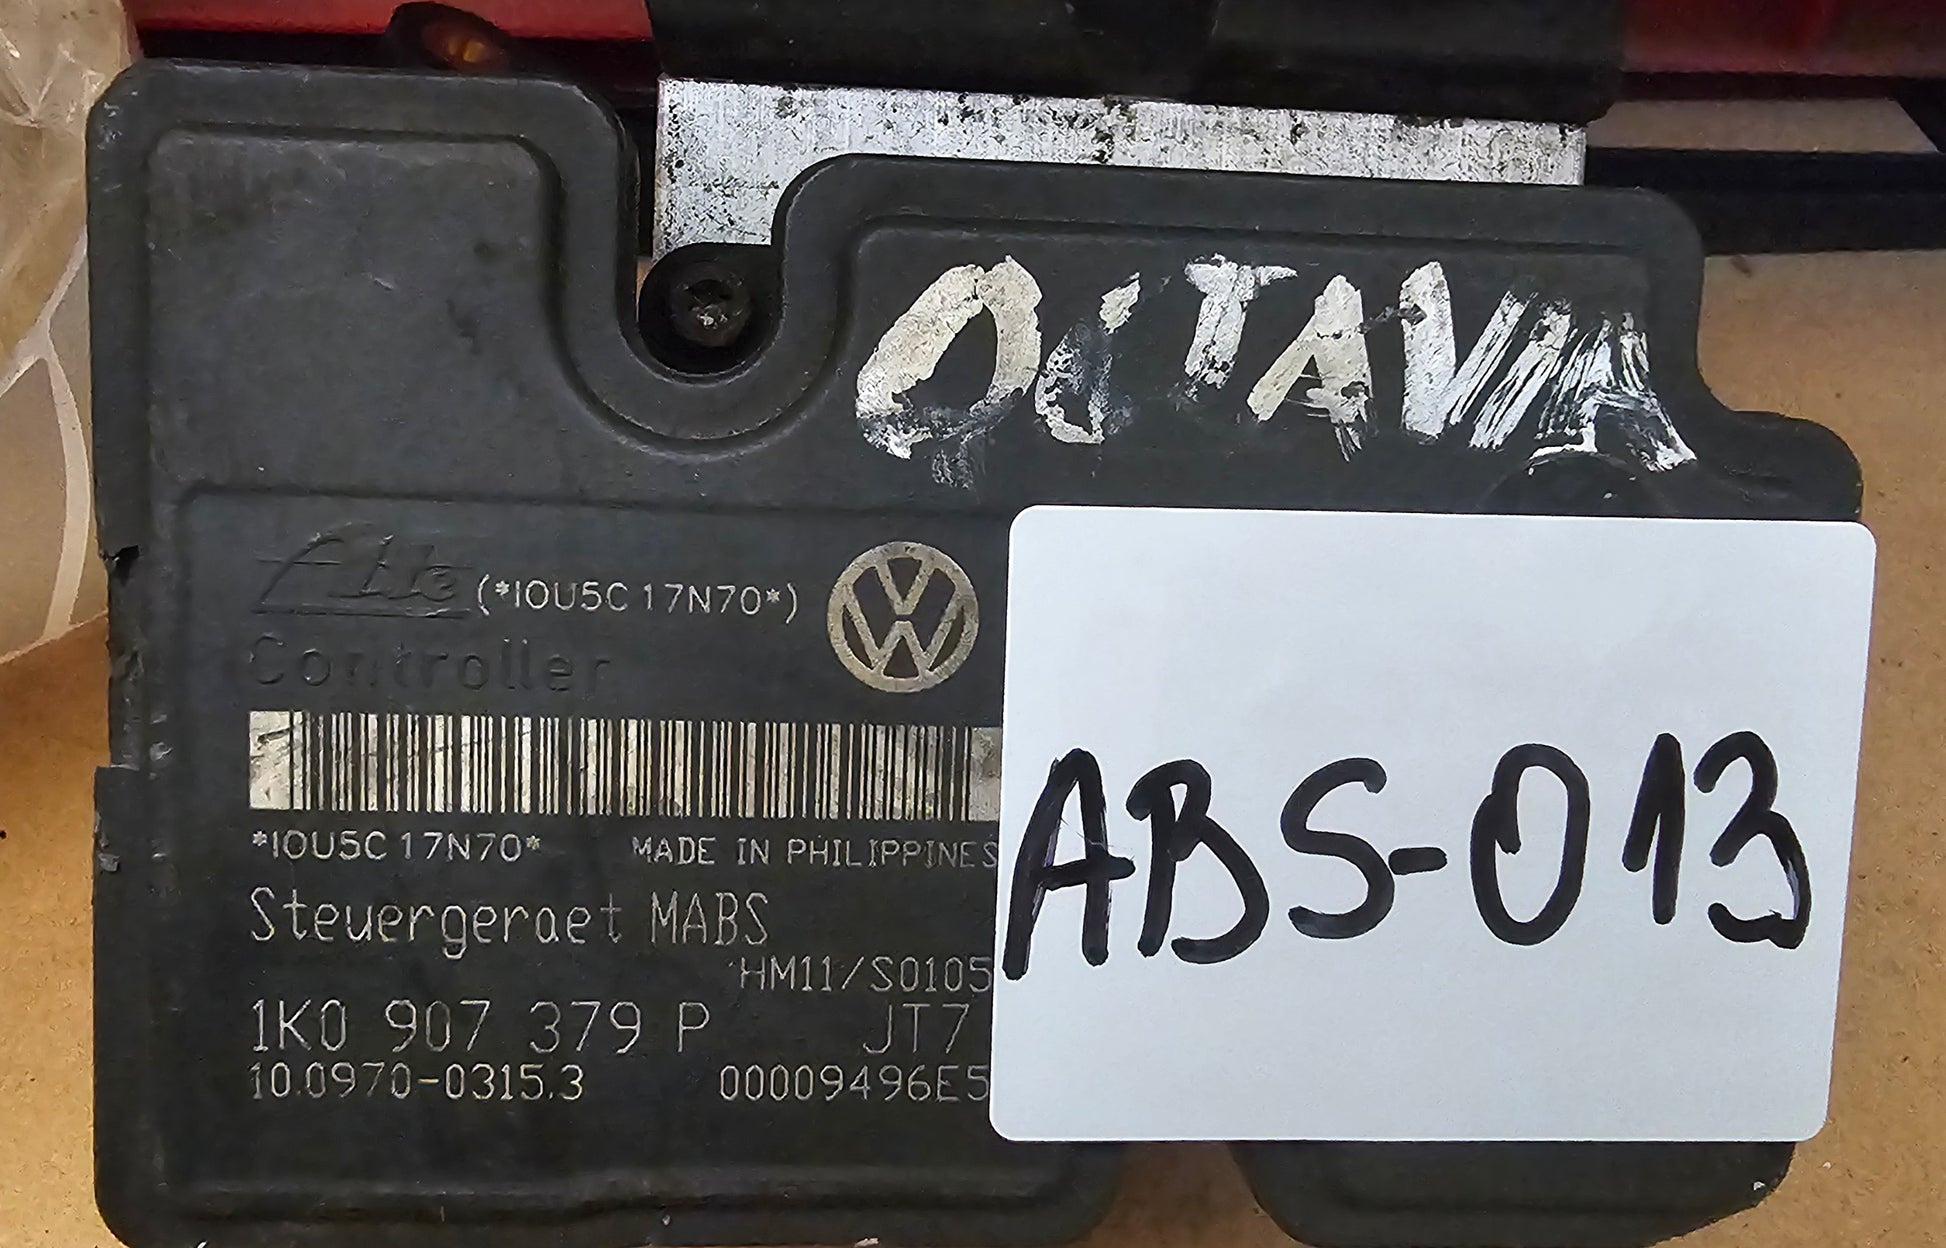 OCTAVIA
Ate (*IOU5C17N70*)
Controller
*IOU5C17N70* MADE IN PHILIPPINES
Steuergeraet MABS
HM11/S0105
1K0 907 379 P JT7
10.0970-0315.3 00009496E5
ABS-013